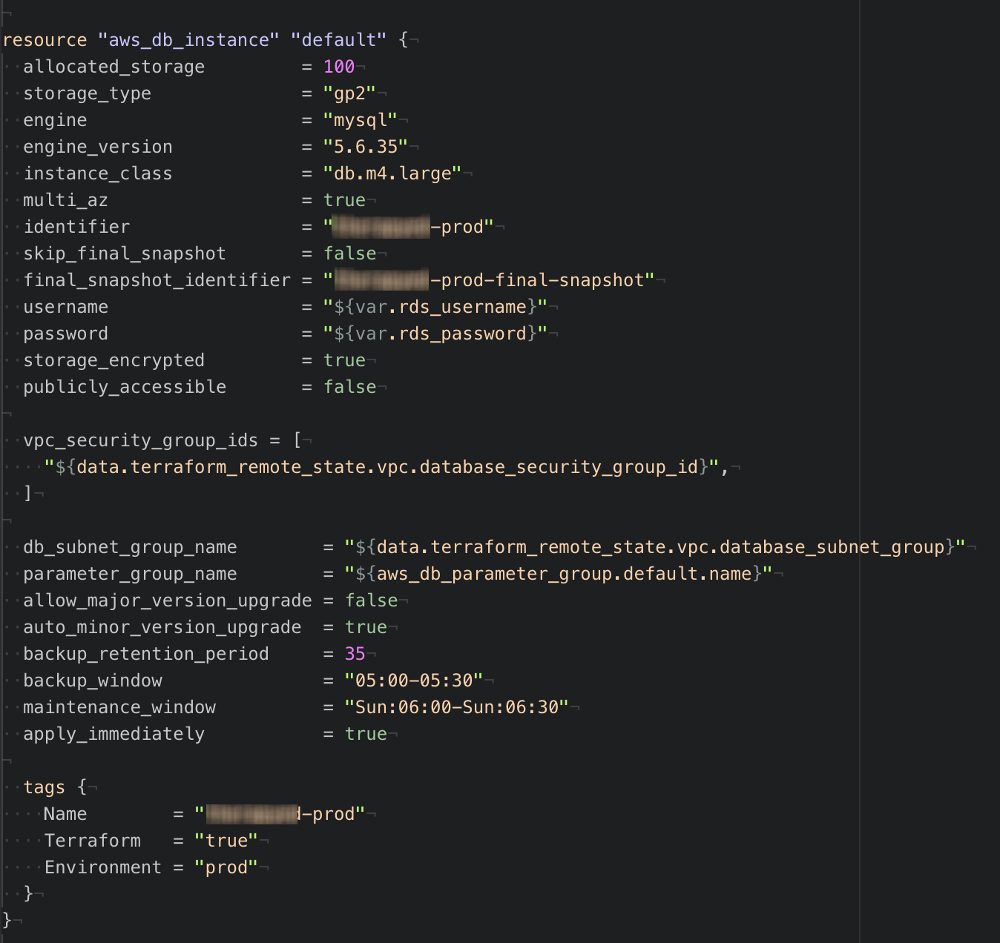 resource "aws_db_instance" "default" {
  allocated_storage         = 100
  storage_type              = "gp2"
  engine                    = "mysql"
  engine_version            = "5.6.35"
  instance_class            = "db.m4.large"
  multi_az                  = true
  identifier                = "-prod"
  skip_final_snapshot       = false
  final_snapshot_identifier = "-prod-final-snapshot"
  username                  = "${var.rds_username}"
  password                  = "${var.rds_password}"
  storage_encrypted         = true
  publicly_accessible       = false

  vpc_security_group_ids = [
    "${data.terraform_remote_state.vpc.database_security_group_id}",
  ]

  db_subnet_group_name        = "${data.terraform_remote_state.vpc.database_subnet_group}"
  parameter_group_name        = "${aws_db_parameter_group.default.name}"
  allow_major_version_upgrade = false
  auto_minor_version_upgrade  = true
  backup_retention_period     = 35
  backup_window               = "05:00-05:30"
  maintenance_window          = "Sun:06:00-Sun:06:30"
  apply_immediately           = true

  tags {
    Name        = "-prod"
    Terraform   = "true"
    Environment = "prod"
  }
}